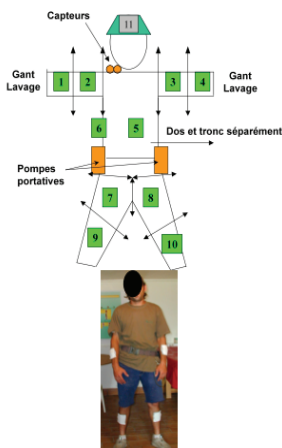 11
Capteurs
Gant
Lavage
1
2
3
4
Gant
Lavage
6
5
Dos et tronc séparément
Pompes
portatives
7
8
9
10